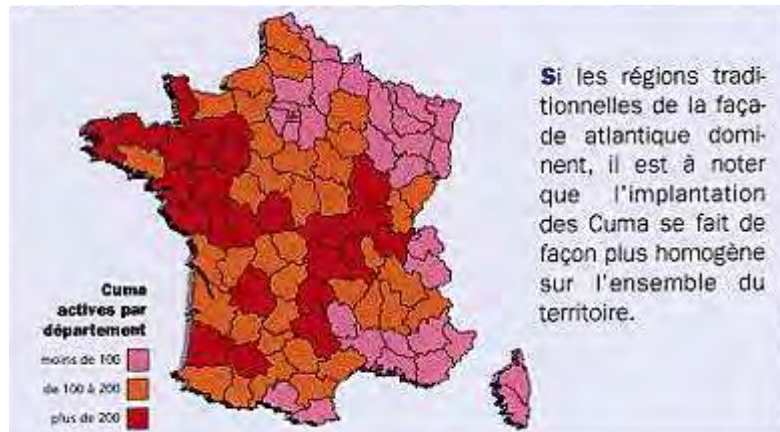 Si les régions tradi-
tionnelles de la faça-
de atlantique domi-
nent, il est à noter
que l'implantation
des Cuma se fait de
façon plus homogène
sur l'ensemble du
territoire.
Cuma
actives par
département
moins de 100
de 100 à 200
plus de 200